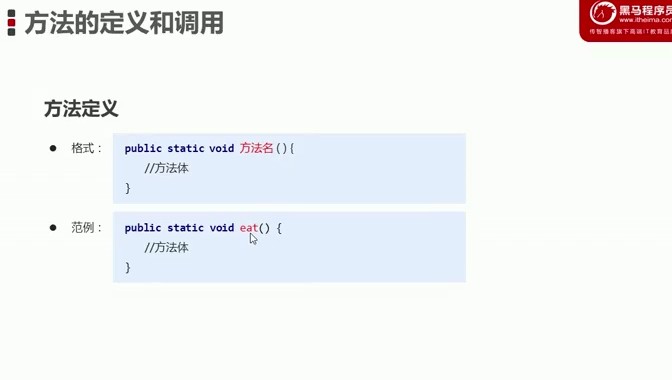 方法的定义和调用
黑马程序员
www.itheima.com
传智播客旗下高端IT教育品牌
方法定义
● 格式：
public static void 方法名(){
//方法体
}
● 范例：
public static void eat() {
//方法体
}